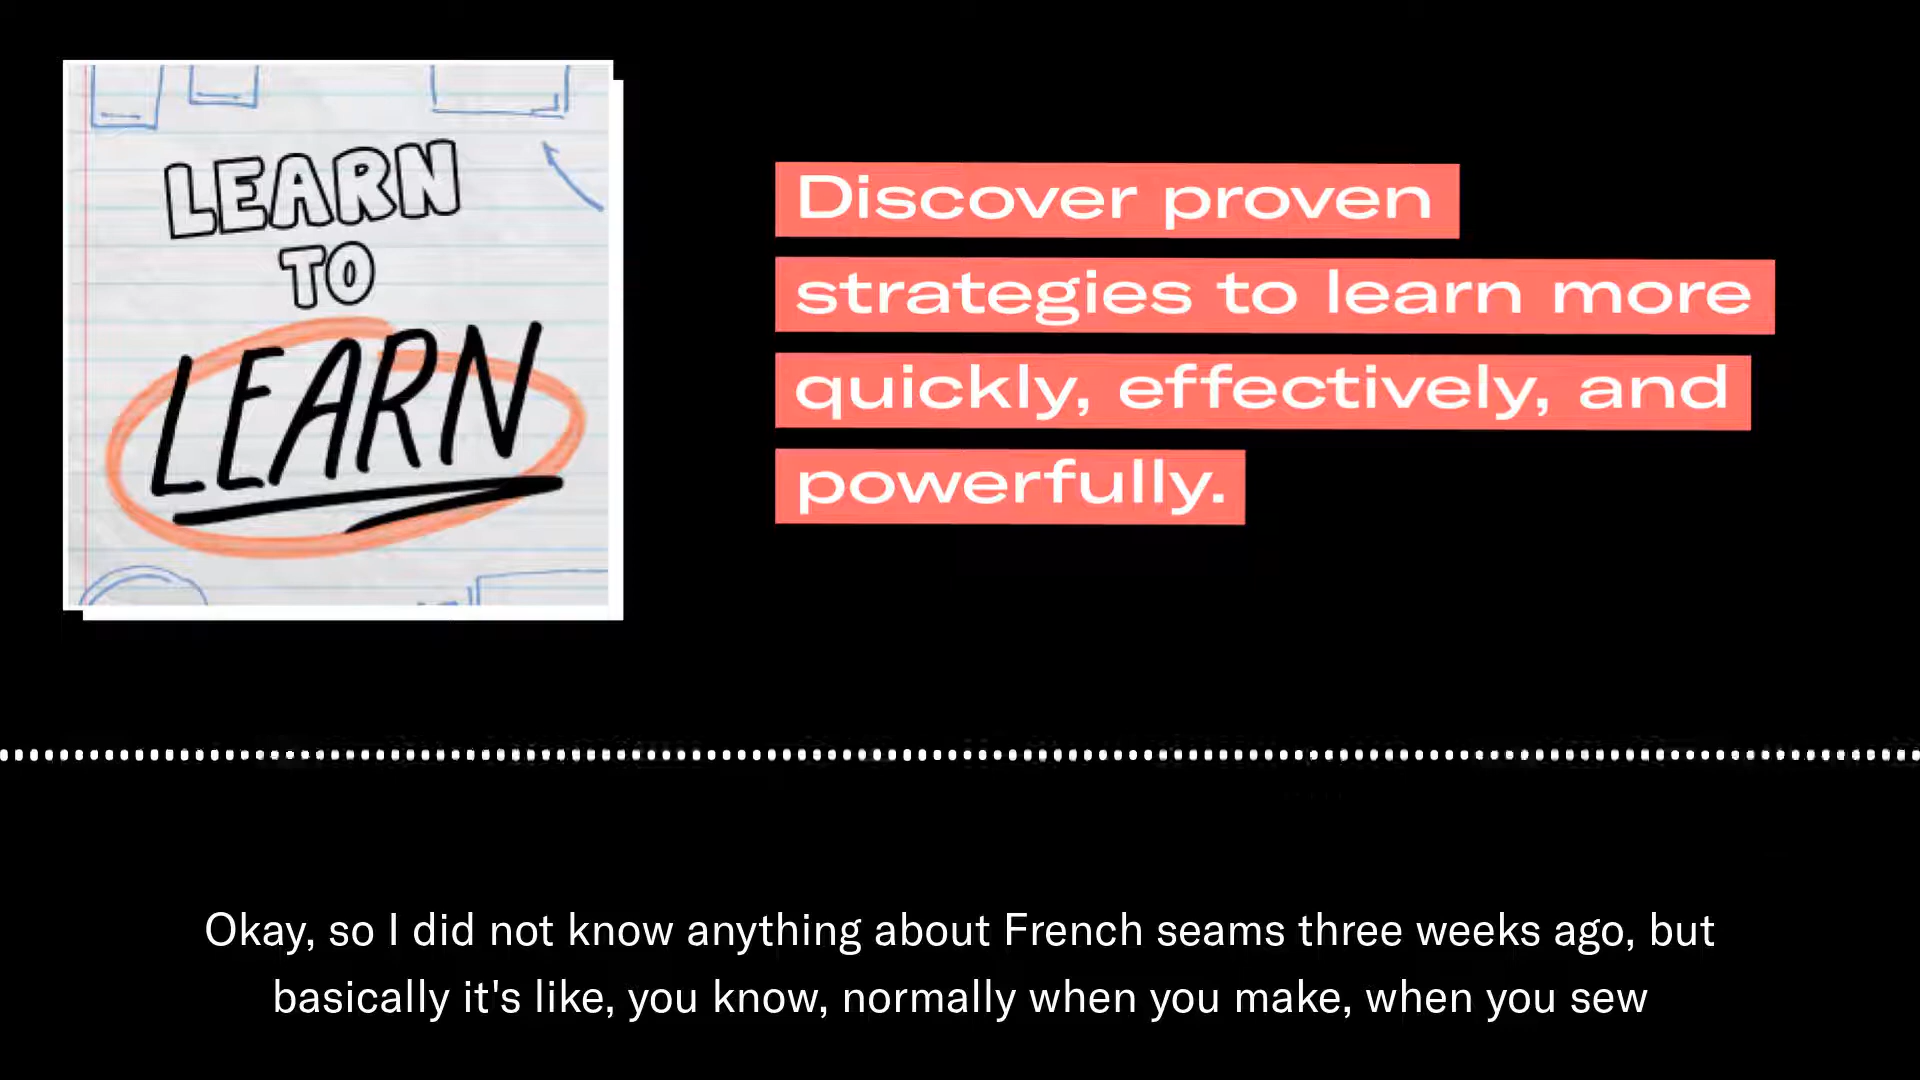 LEARN
TO
LEARN
Discover proven
strategies to learn more
quickly, effectively, and
powerfully.
Okay, so I did not know anything about French seams three weeks ago, but
basically it's like, you know, normally when you make, when you sew